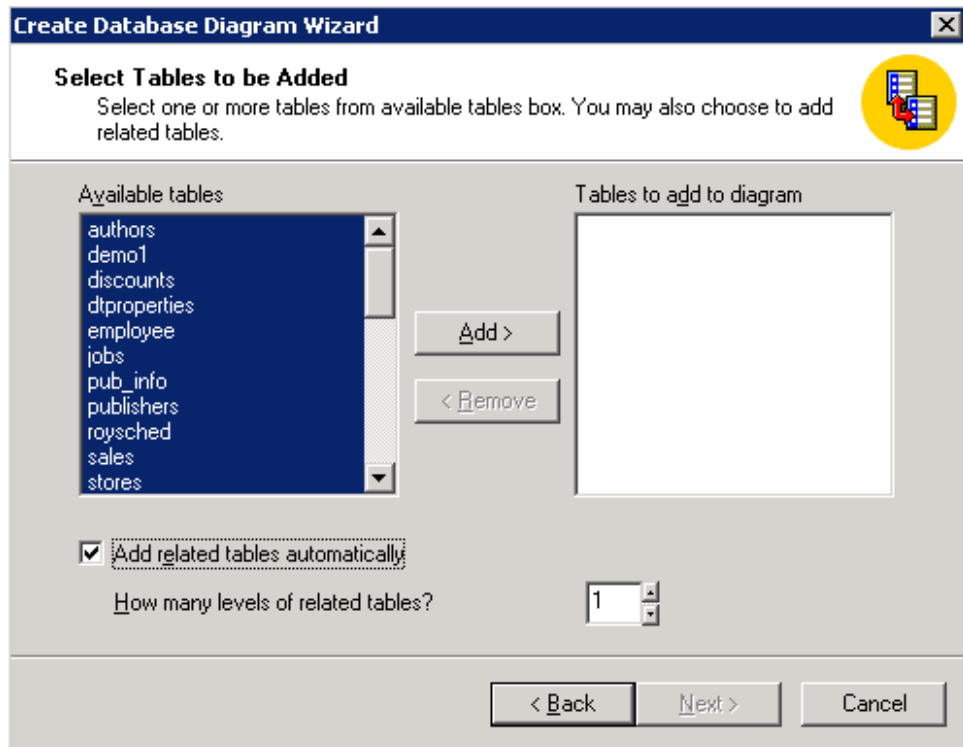 Create Database Diagram Wizard
Select Tables to be Added
Select one or more tables from available tables box. You may also choose to add
related tables.
Available tables
Tables to add to diagram
authors
demo1
discounts
dtproperties
employee
jobs
pub_info
publishers
roysched
sales
stores
Add >
< Remove
Add related tables automatically
How many levels of related tables?
1
< Back
Next >
Cancel